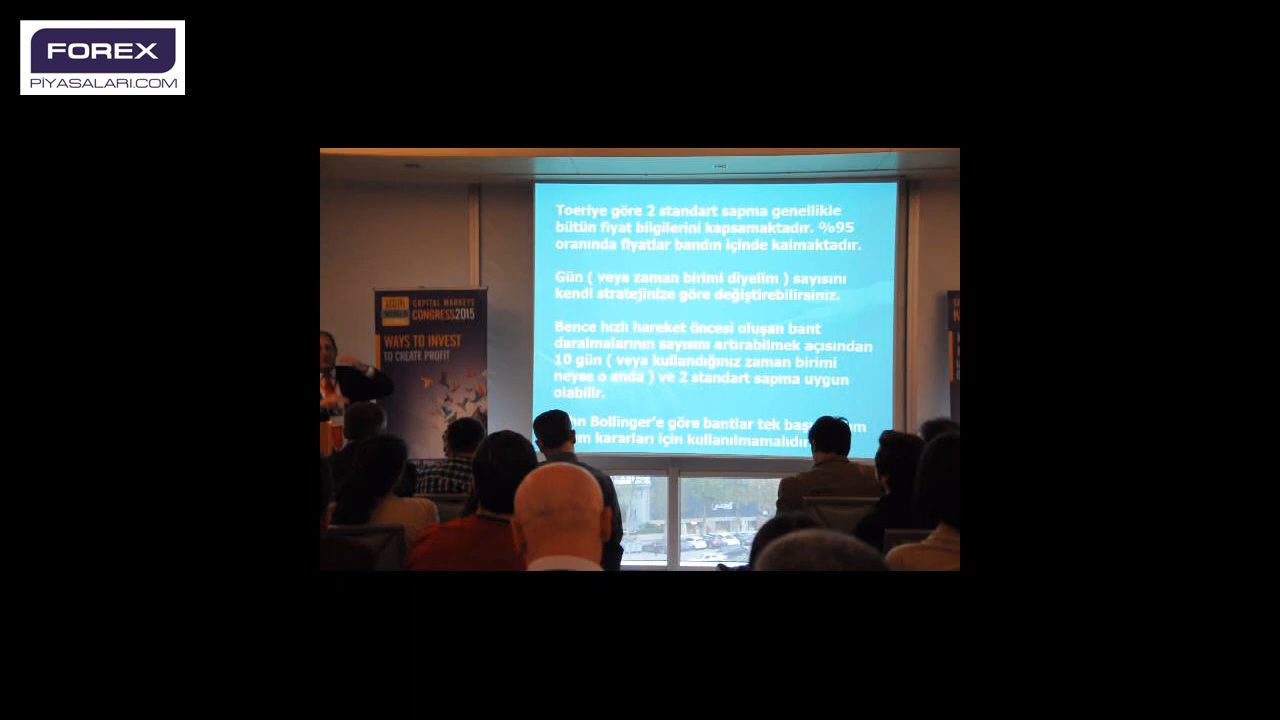 FOREX
PİYASALARI.COM
Toeriye göre 2 standart sapma genellikle
bütün fiyat bilgilerini kapsamaktadır. %95
oranında fiyatlar bandın içinde kalmaktadır.
Gün ( veya zaman birimi diyelim ) sayısını
kendi stratejinize göre değiştirebilirsiniz.
Bence hızlı hareket öncesi oluşan bant
daralmalarının sayısını artırabilmek açısından
10 gün ( veya kullandığınız zaman birimi
neyse o anda ) ve 2 standart sapma uygun
olabilir.
Bollinger’e göre bantlar tek
kararları için kullanılmamalıdır
CAPITAL MARKETS
CONGRESS2015
WAYS TO INVEST
TO CREATE PROFIT